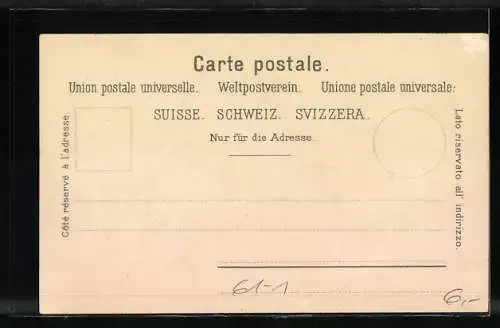 Carte postale.
Union postale universelle. Weltpostverein. Unione postale universale:
SUISSE. SCHWEIZ. SVIZZERA.
Nur für die Adresse.
Côté réservé à l'adresse
Lato riservato all' indirizzo.
61-1
6,-